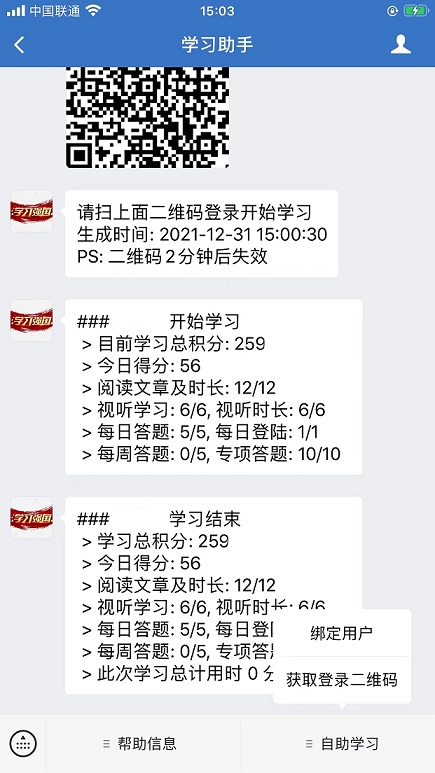 中国联通
15:03
学习助手
学习强国
请扫上面二维码登录开始学习
生成时间: 2021-12-31 15:00:30
PS: 二维码2分钟后失效
学习强国
### 开始学习
> 目前学习总积分: 259
> 今日得分: 56
> 阅读文章及时长: 12/12
> 视听学习: 6/6, 视听时长: 6/6
> 每日答题: 5/5, 每日登陆: 1/1
> 每周答题: 0/5, 专项答题: 10/10
学习强国
### 学习结束
> 学习总积分: 259
> 今日得分: 56
> 阅读文章及时长: 12/12
> 视听学习: 6/6, 视听时长: 6/6
> 每日答题: 5/5, 每日登
> 每周答题: 0/5, 专项答
> 此次学习总计用时 0
绑定用户
获取登录二维码
帮助信息
自助学习